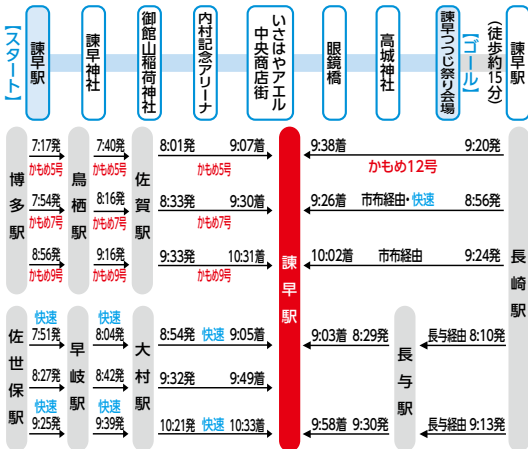 【スタート】
諫早駅
諫早神社
御館山稲荷神社
内村記念アリーナ
いさはやアエル
中央商店街
眼鏡橋
高城神社
諫早つつじ祭り会場
【ゴール】
(徒歩約15分)
諫早駅
博多駅
鳥栖駅
佐賀駅
諫早駅
長崎駅
7:17発 7:40発 8:01発 9:07着 9:38着 9:20発
かもめ5号 かもめ5号 かもめ5号 かもめ12号
7:54発 8:16発 8:33発 9:30着 9:26着 市布経由・快速 8:56発
かもめ7号 かもめ7号 かもめ7号
8:56発 9:16発 9:33発 10:31着 10:02着 市布経由 9:24発
かもめ9号 かもめ9号 かもめ9号
佐世保駅
早岐駅
大村駅
長与駅
快速 快速
7:51発 8:04発 8:54発 快速 9:05着 9:03着 8:29発 長与経由 8:10発
8:27発 8:42発 9:32発 9:49着
快速 快速
9:25発 9:39発 10:21発 快速 10:33着 9:58着 9:30発 長与経由 9:13発